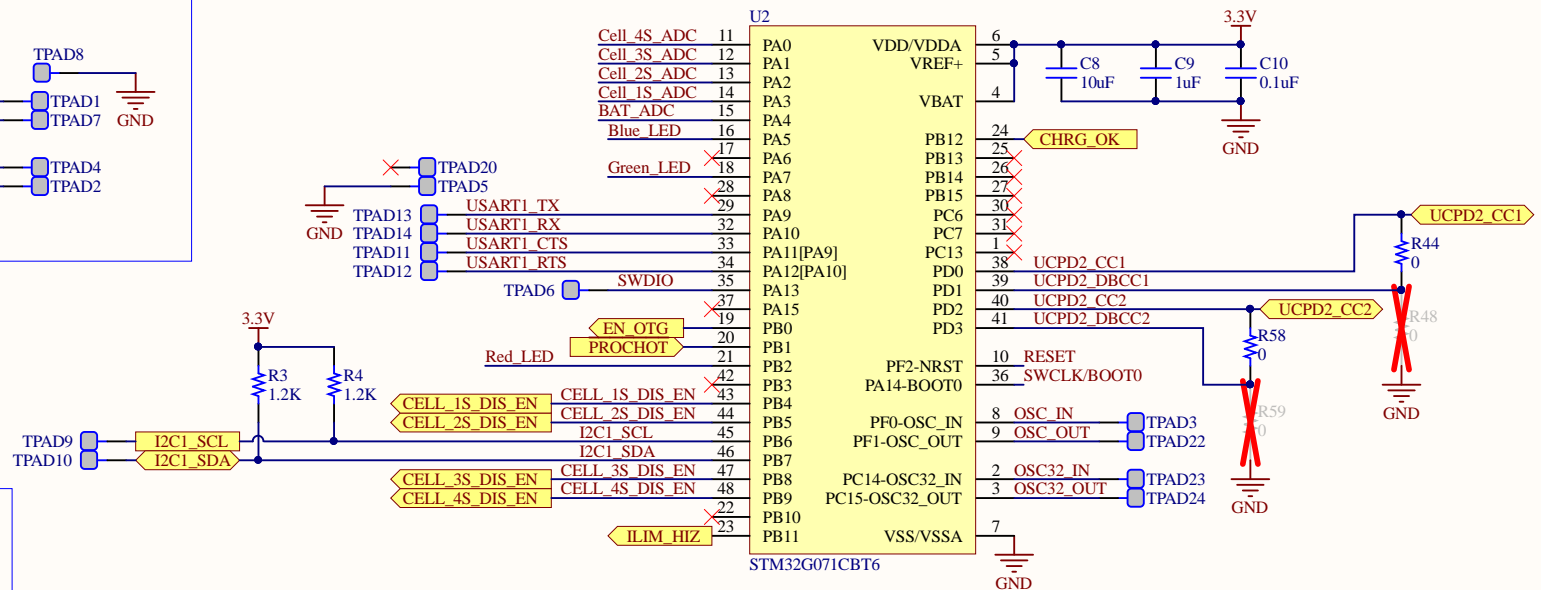 U2
TPAD8
GND
TPAD1
TPAD7
TPAD4
TPAD2
TPAD20
TPAD5
GND
TPAD13 USART1_TX
TPAD14 USART1_RX
TPAD11 USART1_CTS
TPAD12 USART1_RTS
TPAD6 SWDIO
3.3V
R3
1.2K
R4
1.2K
TPAD9 I2C1_SCL
TPAD10 I2C1_SDA
Cell_4S_ADC 11 PA0
Cell_3S_ADC 12 PA1
Cell_2S_ADC 13 PA2
Cell_1S_ADC 14 PA3
BAT_ADC 15 PA4
Blue_LED 16 PA5
17 PA6
Green_LED 18 PA7
28 PA8
29 PA9
32 PA10
33 PA11[PA9]
34 PA12[PA10]
35 PA13
37 PA15
EN_OTG 19 PB0
PROCHOT 20 PB1
Red_LED 21 PB2
42 PB3
CELL_1S_DIS_EN CELL_1S_DIS_EN 43 PB4
CELL_2S_DIS_EN CELL_2S_DIS_EN 44 PB5
I2C1_SCL 45 PB6
I2C1_SDA 46 PB7
CELL_3S_DIS_EN CELL_3S_DIS_EN 47 PB8
CELL_4S_DIS_EN CELL_4S_DIS_EN 48 PB9
22 PB10
ILIM_HIZ 23 PB11
STM32G071CBT6
VDD/VDDA 6
VREF+ 5
VBAT 4
PB12 24 CHRG_OK
PB13 25
PB14 26
PB15 27
PC6 30
PC7 31
PC13 1
PD0 38 UCPD2_CC1
PD1 39 UCPD2_DBCC1
PD2 40 UCPD2_CC2
PD3 41 UCPD2_DBCC2
PF2-NRST 10 RESET
PA14-BOOT0 36 SWCLK/BOOT0
PF0-OSC_IN 8 OSC_IN TPAD3
PF1-OSC_OUT 9 OSC_OUT TPAD22
PC14-OSC32_IN 2 OSC32_IN TPAD23
PC15-OSC32_OUT 3 OSC32_OUT TPAD24
VSS/VSSA 7
GND
3.3V
C8
10uF
C9
1uF
C10
0.1uF
GND
UCPD2_CC1
R44
0
R48
0
GND
UCPD2_CC2
R58
0
R59
0
GND